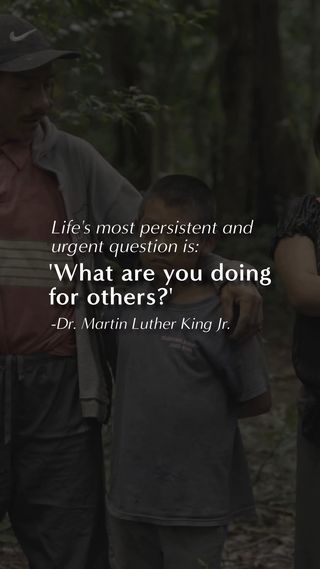 Life's most persistent and
urgent question is:
'What are you doing
for others?'
-Dr. Martin Luther King Jr.